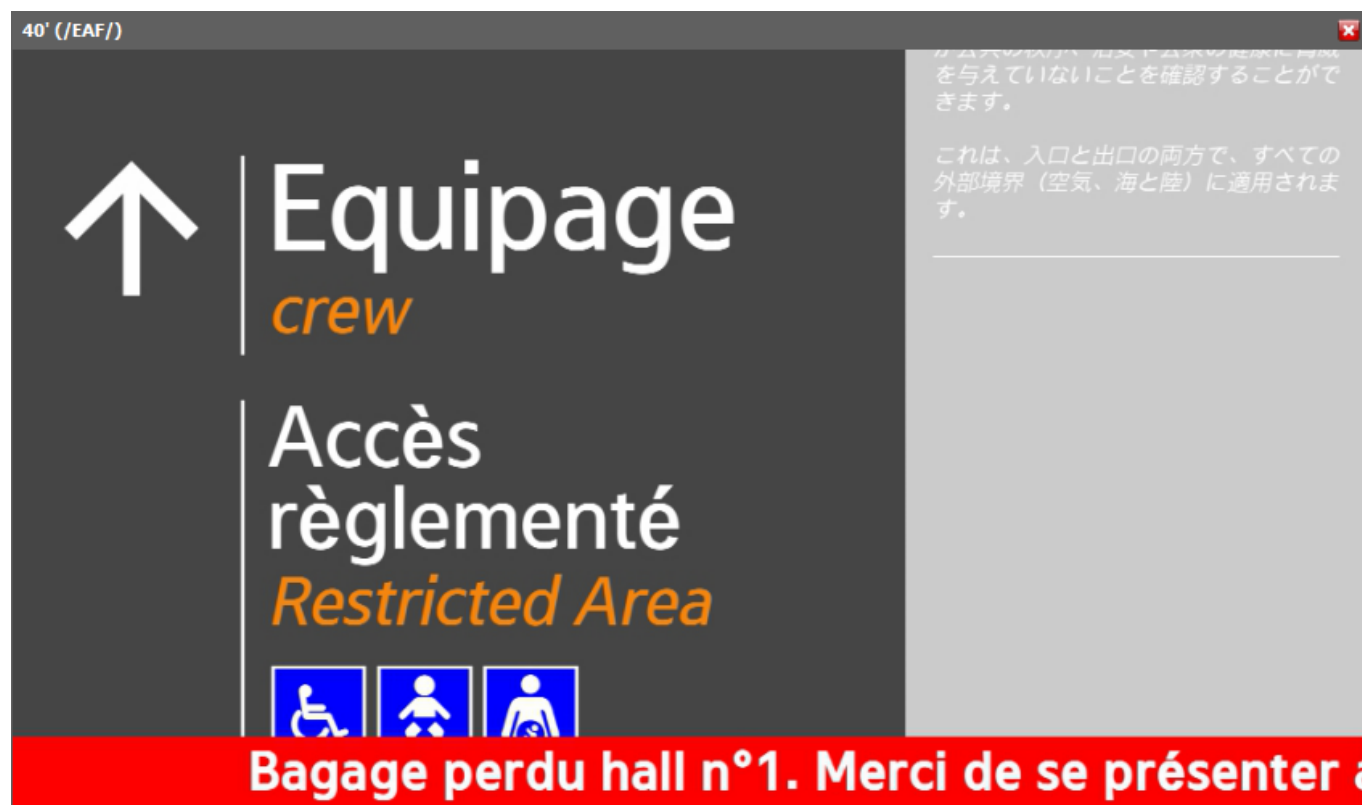 40' (/EAF/)
Equipage
crew
Accès
règlementé
Restricted Area
を与えていないことを確認することがで
きます。
これは、入口と出口の両方で、すべての
外部境界（空気、海と陸）に適用されま
す。
Bagage perdu hall n°1. Merci de se présenter